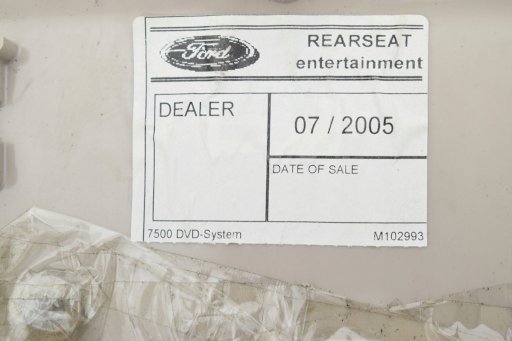 Ford
REARSEAT
entertainment
DEALER
07 / 2005
DATE OF SALE
7500 DVD-System
M102993